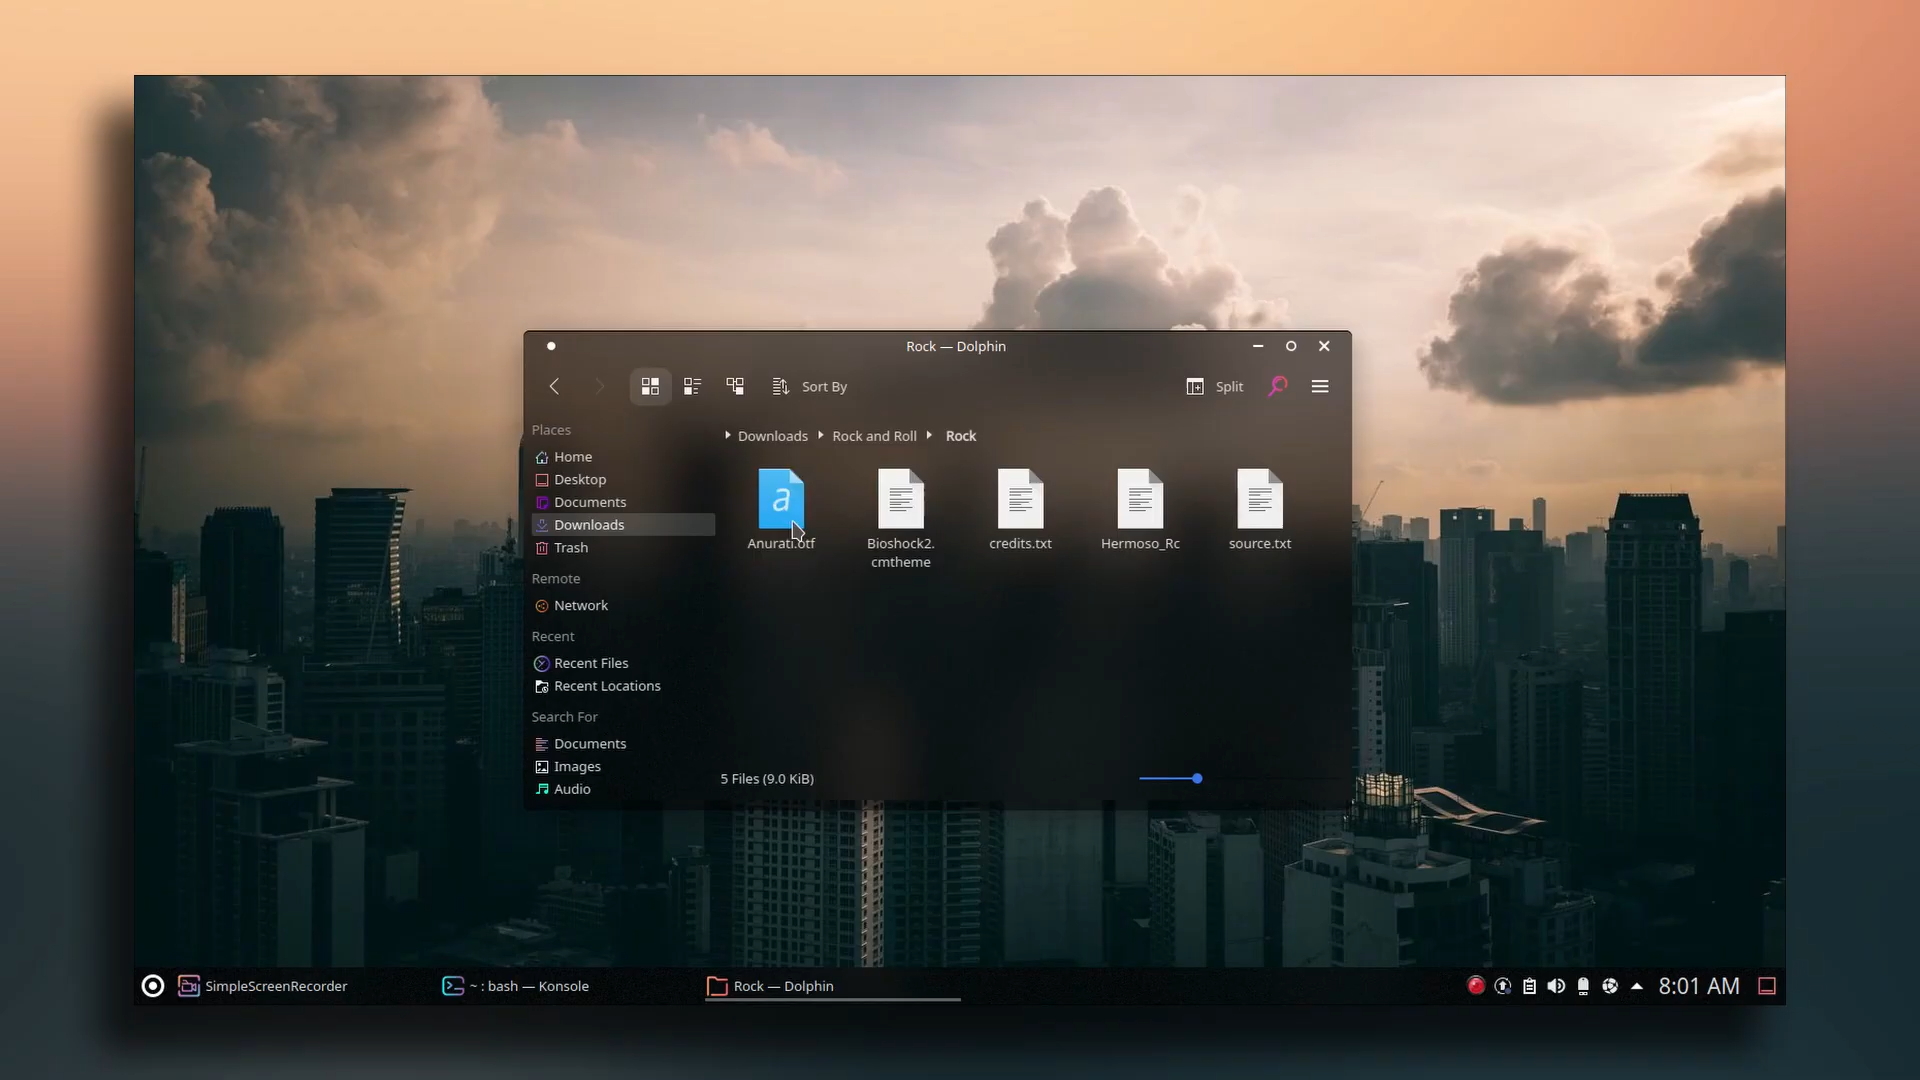 Rock — Dolphin
Sort By
Split
Places
Home
Desktop
Documents
Downloads
Trash
Remote
Network
Recent
Recent Files
Recent Locations
Search For
Documents
Images
Audio
Downloads Rock and Roll Rock
a
Anurati.otf
Bioshock2.
cmtheme
credits.txt
Hermoso_Rc
source.txt
5 Files (9.0 KiB)
SimpleScreenRecorder
~ : bash — Konsole
Rock — Dolphin
8:01 AM